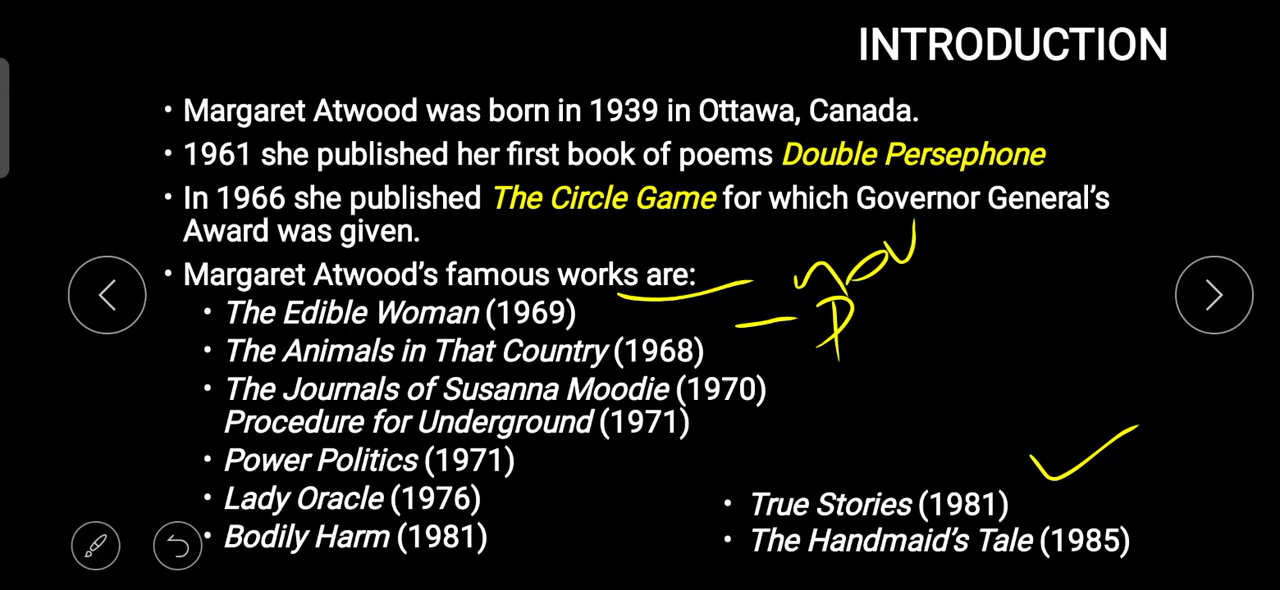 INTRODUCTION
• Margaret Atwood was born in 1939 in Ottawa, Canada.
• 1961 she published her first book of poems Double Persephone
• In 1966 she published The Circle Game for which Governor General's
Award was given.
• Margaret Atwood's famous works are:
nov
• The Edible Woman (1969)
– P
• The Animals in That Country (1968)
• The Journals of Susanna Moodie (1970)
Procedure for Underground (1971)
• Power Politics (1971)
• Lady Oracle (1976)
• Bodily Harm (1981)
• True Stories (1981)
• The Handmaid's Tale (1985)